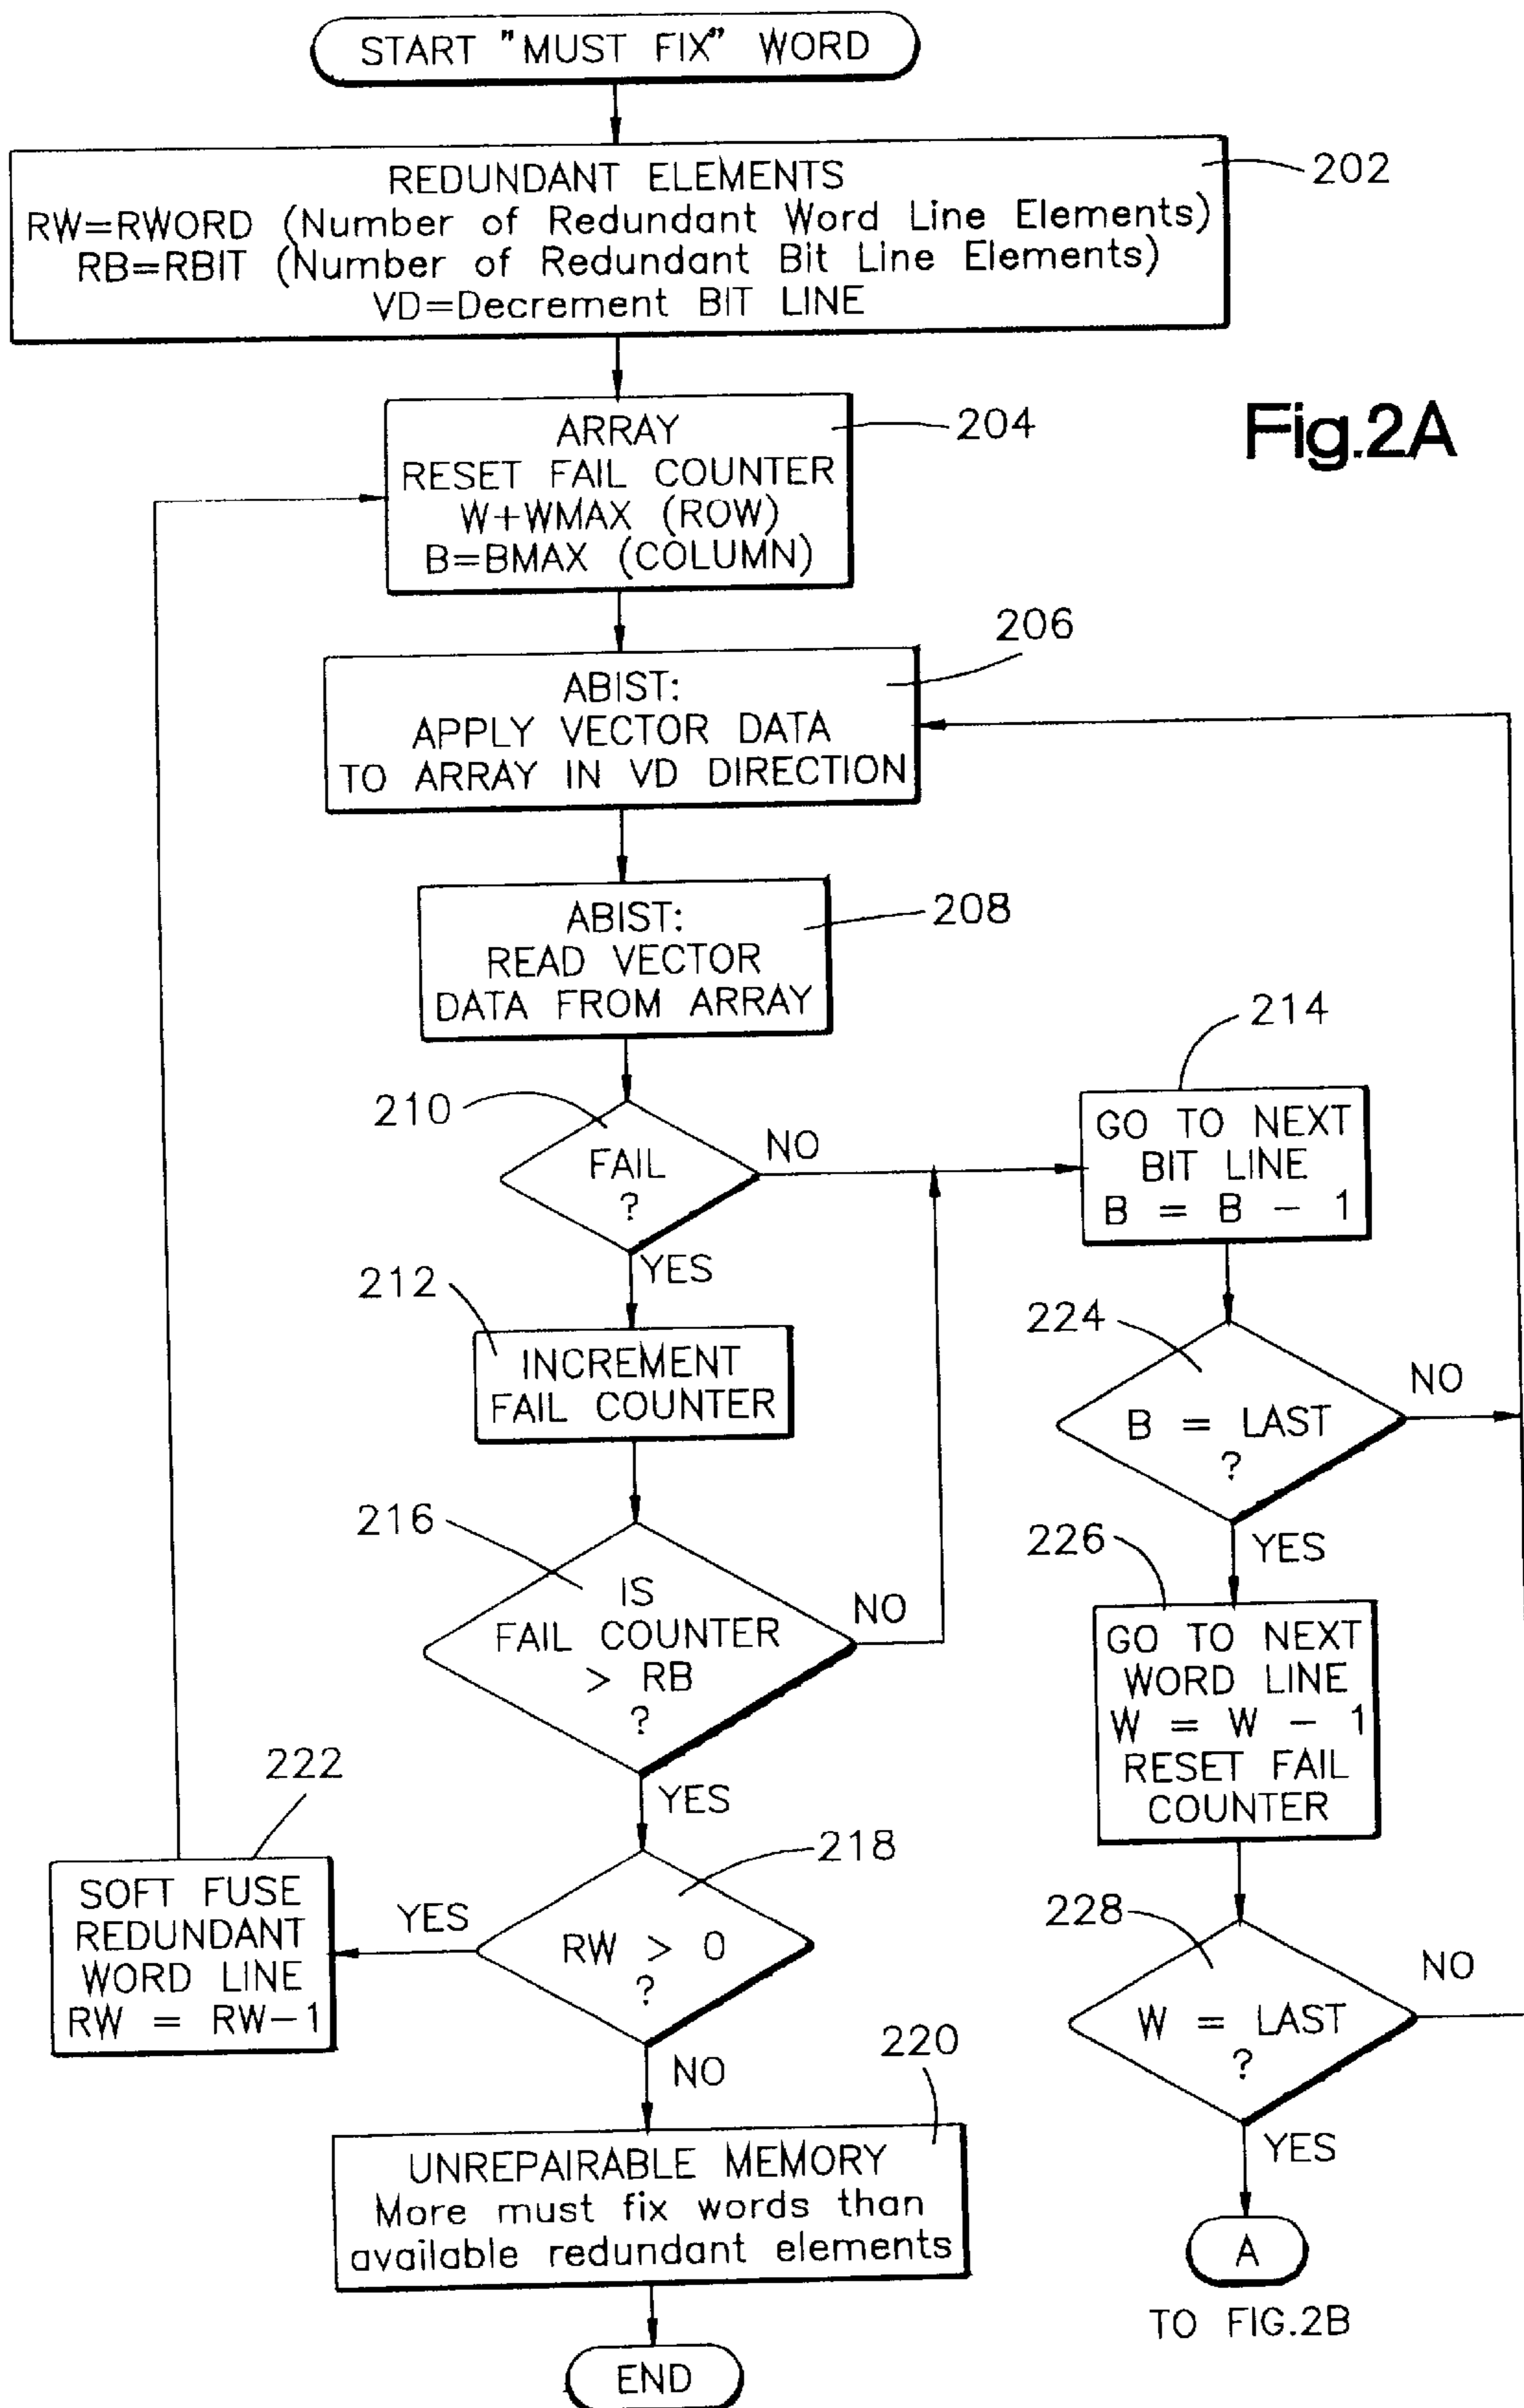 START "MUST FIX" WORD
REDUNDANT ELEMENTS
RW=RWORD (Number of Redundant Word Line Elements)
RB=RBIT (Number of Redundant Bit Line Elements)
VD=Decrement BIT LINE
202
ARRAY
RESET FAIL COUNTER
W+WMAX (ROW)
B=BMAX (COLUMN)
204
Fig.2A
206
ABIST:
APPLY VECTOR DATA
TO ARRAY IN VD DIRECTION
ABIST:
READ VECTOR
DATA FROM ARRAY
208
210
FAIL
?
NO
YES
214
GO TO NEXT
BIT LINE
B = B - 1
212
INCREMENT
FAIL COUNTER
224
B = LAST
?
NO
YES
216
IS
FAIL COUNTER
> RB
?
NO
YES
226
GO TO NEXT
WORD LINE
W = W - 1
RESET FAIL
COUNTER
222
SOFT FUSE
REDUNDANT
WORD LINE
RW = RW-1
218
YES
RW > 0
?
NO
228
W = LAST
?
NO
YES
220
UNREPAIRABLE MEMORY
More must fix words than
available redundant elements
A
TO FIG.2B
END